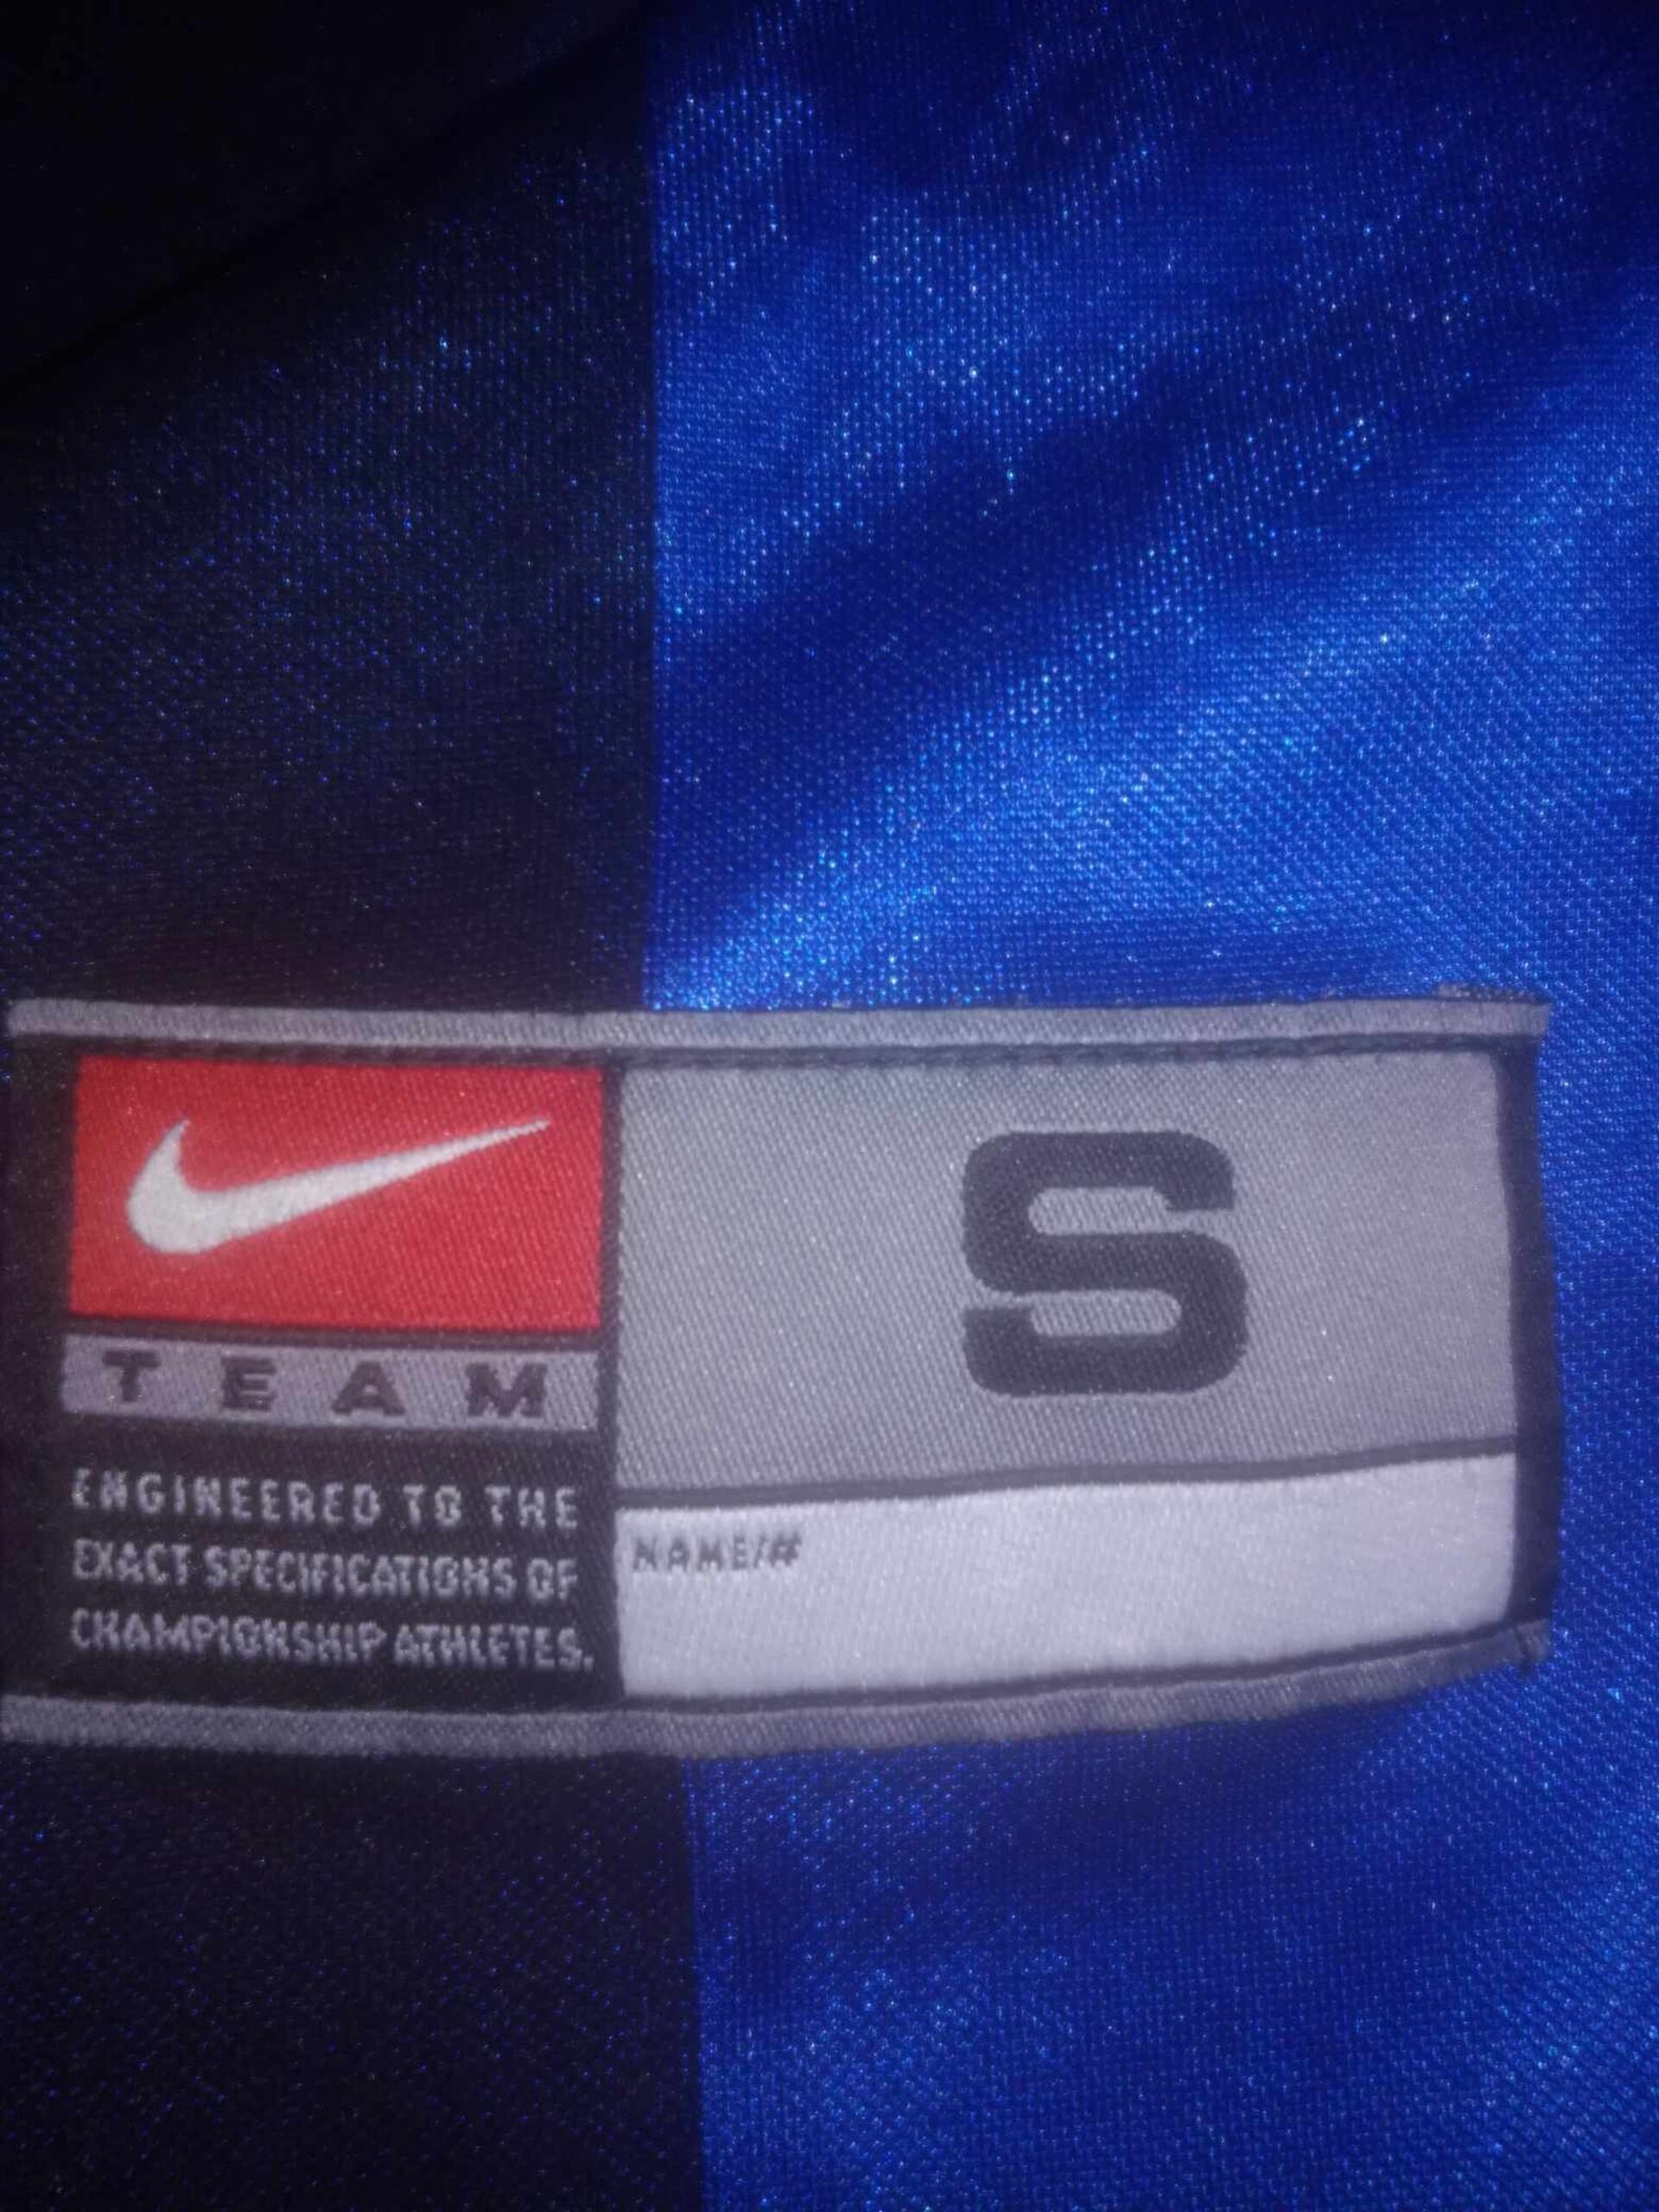 TEAM
ENGINEERED TO THE
EXACT SPECIFICATIONS OF
CHAMPIONSHIP ATHLETES.
S
NAME/#